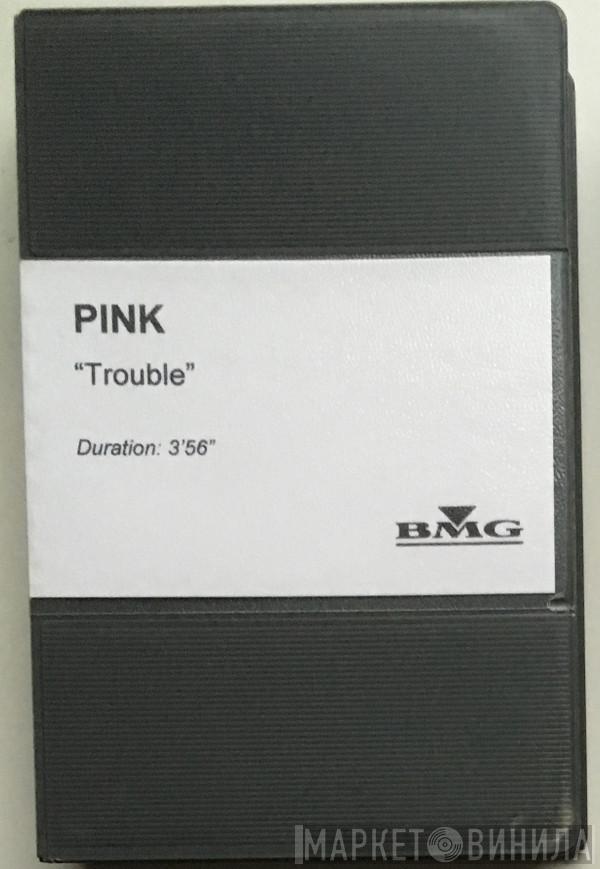 PINK
“Trouble”
Duration: 3’56”
BMG
МАРКЕТ ВИНИЛА